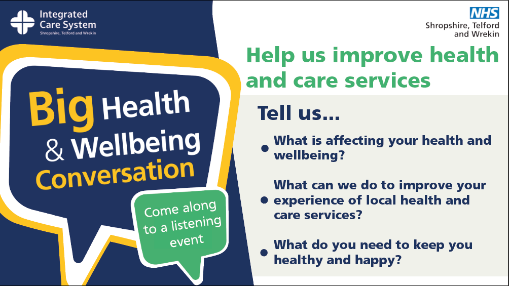 Integrated
Care System
Shropshire, Telford and Wrekin
NHS
Shropshire, Telford
and Wrekin
Help us improve health
and care services
Big Health
& Wellbeing
Conversation
Come along
to a listening
event
Tell us...
• What is affecting your health and
wellbeing?
• What can we do to improve your
experience of local health and
care services?
• What do you need to keep you
healthy and happy?